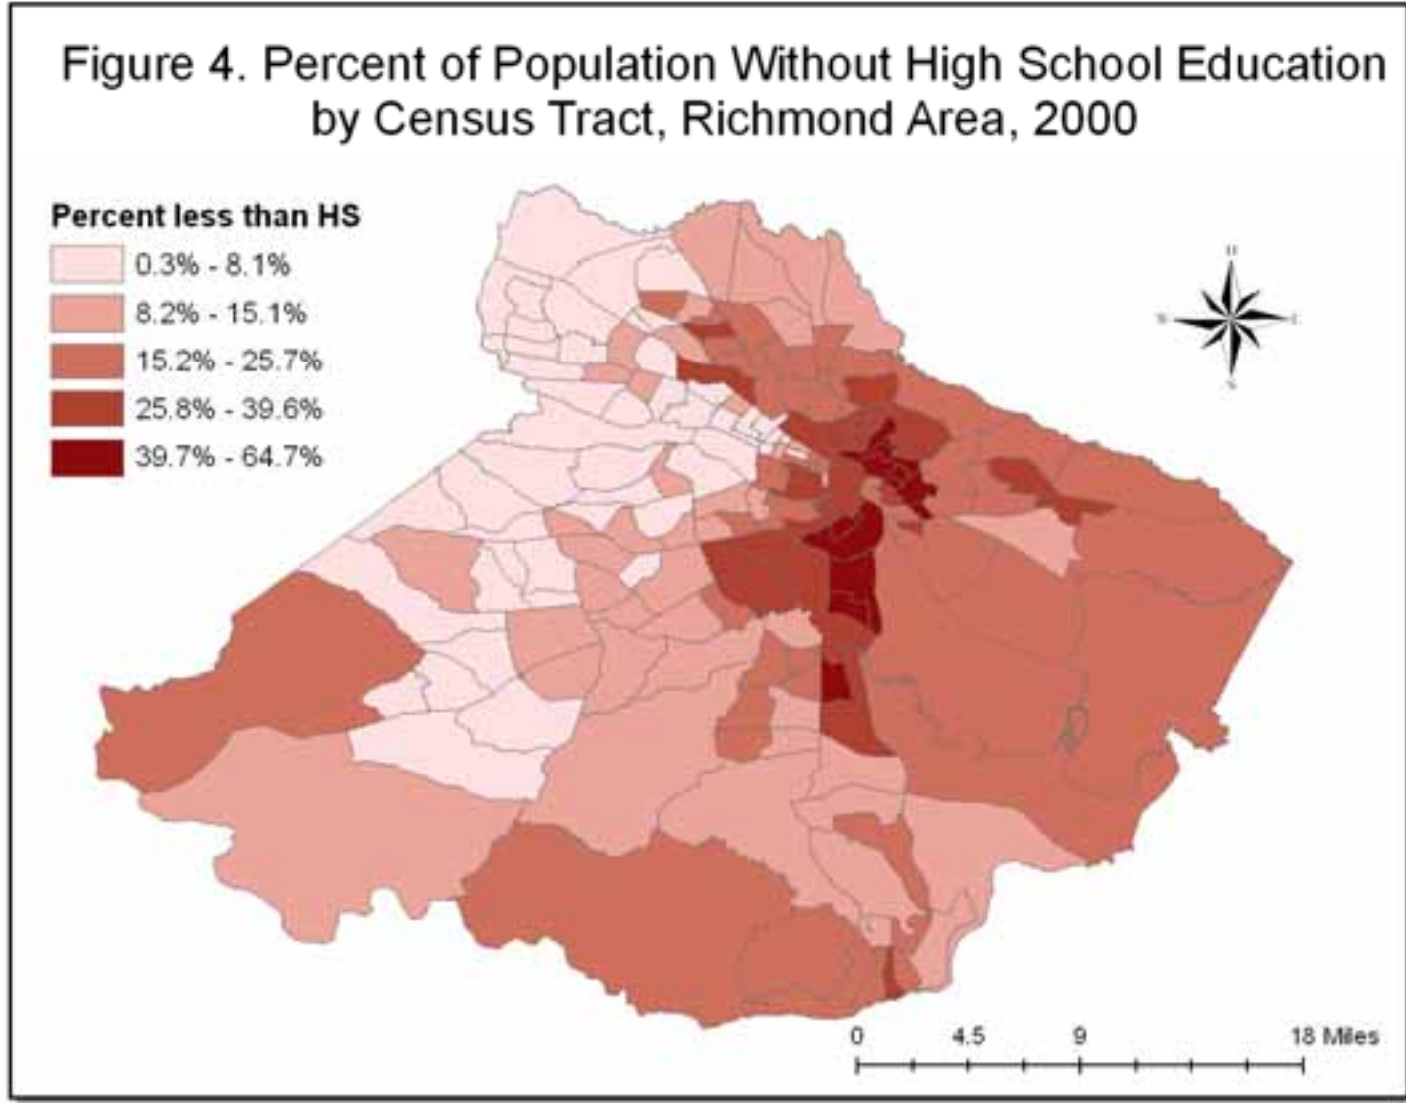 Figure 4. Percent of Population Without High School Education
by Census Tract, Richmond Area, 2000
Percent less than HS
0.3% - 8.1%
8.2% - 15.1%
15.2% - 25.7%
25.8% - 39.6%
39.7% - 64.7%
S
0 4.5 9 18 Miles